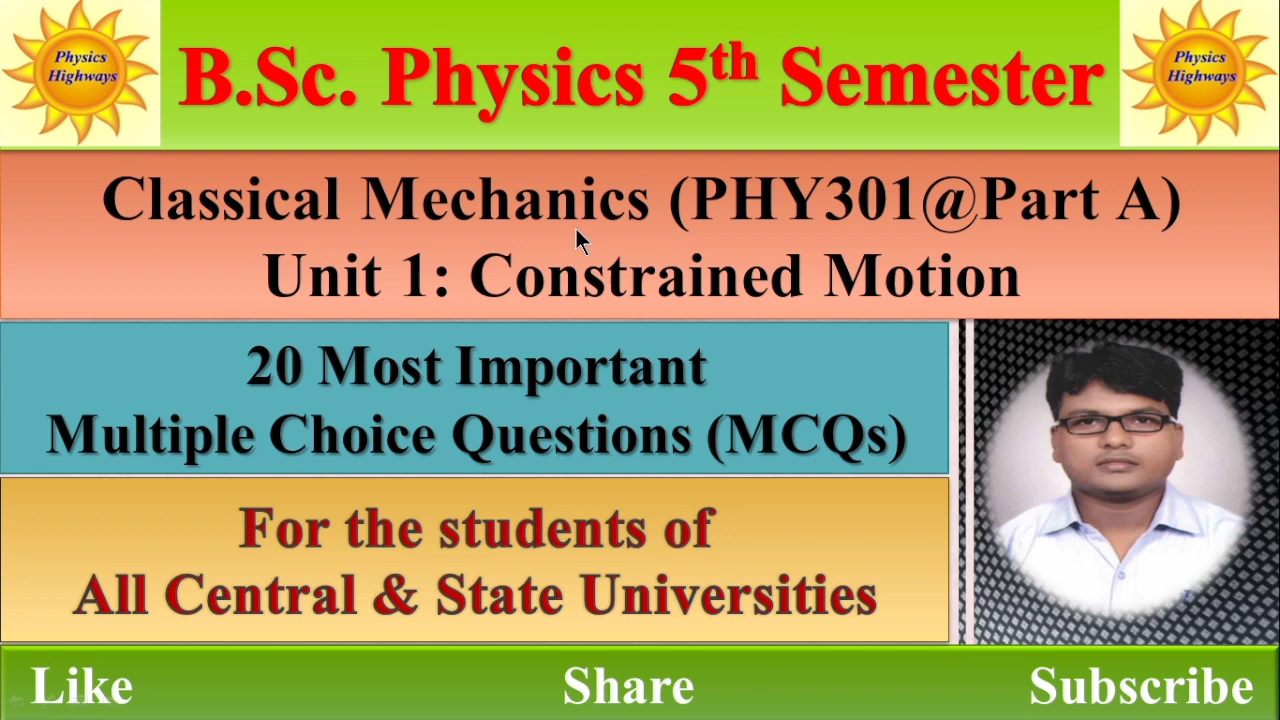 Physics
Highways
B.Sc. Physics 5th Semester
Physics
Highways
Classical Mechanics (PHY301@Part A)
Unit 1: Constrained Motion
20 Most Important
Multiple Choice Questions (MCQs)
For the students of
All Central & State Universities
Like Share Subscribe